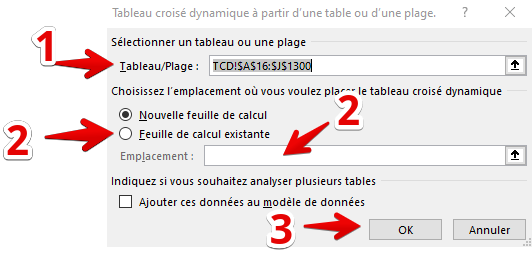 Tableau croisé dynamique à partir d’une table ou d’une plage. ? ×
Sélectionner un tableau ou une plage
1
Tableau/Plage : TCD!$A$16:$J$1300
Choisissez l’emplacement où vous voulez placer le tableau croisé dynamique
Nouvelle feuille de calcul
2
2 Feuille de calcul existante
Emplacement :
Indiquez si vous souhaitez analyser plusieurs tables
Ajouter ces données au modèle de données
3 OK Annuler